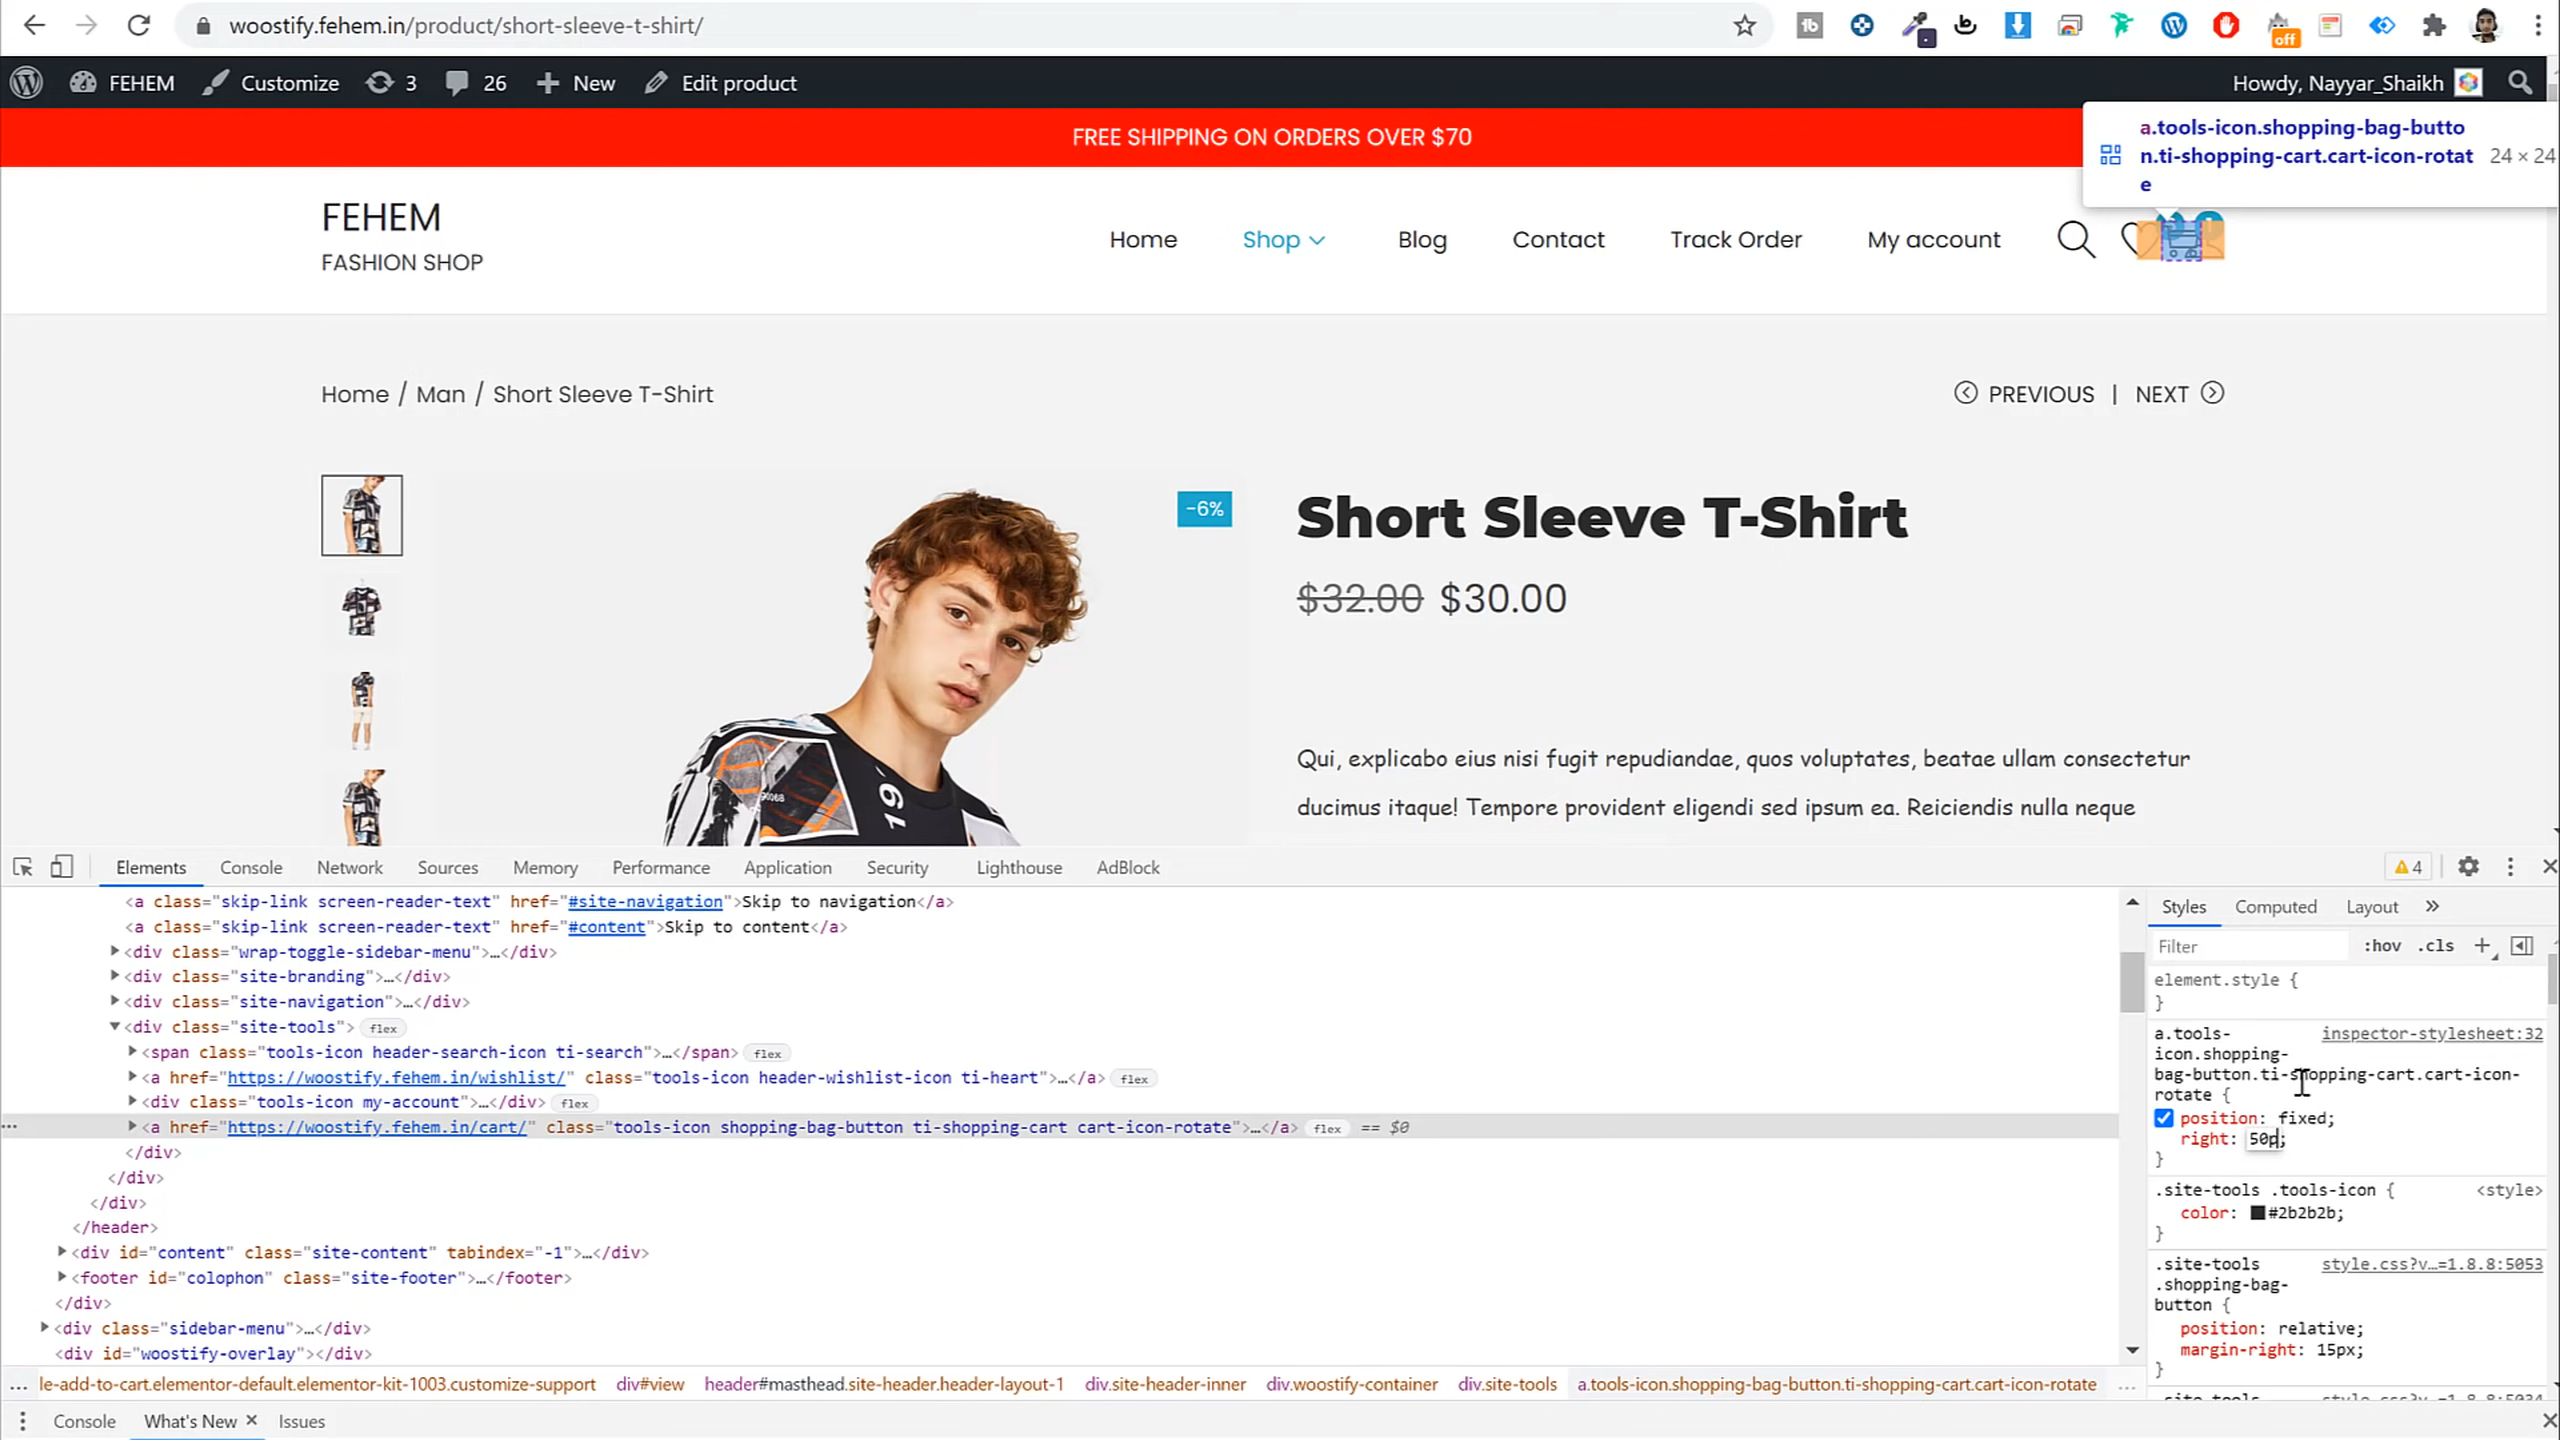 woostify.fehem.in/product/short-sleeve-t-shirt/
off
FEHEM
Customize
3
26
New
Edit product
Howdy, Nayyar_Shaikh
FREE SHIPPING ON ORDERS OVER $70
a.tools-icon.shopping-bag-butto
n.ti-shopping-cart.cart-icon-rotat
e
24 × 24
FEHEM
FASHION SHOP
Home
Shop
Blog
Contact
Track Order
My account
Home / Man / Short Sleeve T-Shirt
PREVIOUS | NEXT
-6%
Short Sleeve T-Shirt
$32.00 $30.00
Qui, explicabo eius nisi fugit repudiandae, quos voluptates, beatae ullam consectetur
ducimus itaque! Tempore provident eligendi sed ipsum ea. Reiciendis nulla neque
19
Elements
Console
Network
Sources
Memory
Performance
Application
Security
Lighthouse
AdBlock
4
<a class="skip-link screen-reader-text" href="#site-navigation">Skip to navigation</a>
<a class="skip-link screen-reader-text" href="#content">Skip to content</a>
<div class="wrap-toggle-sidebar-menu">…</div>
<div class="site-branding">…</div>
<div class="site-navigation">…</div>
<div class="site-tools"> flex
<span class="tools-icon header-search-icon ti-search">…</span> flex
<a href="https://woostify.fehem.in/wishlist/" class="tools-icon header-wishlist-icon ti-heart">…</a> flex
<div class="tools-icon my-account">…</div> flex
<a href="https://woostify.fehem.in/cart/" class="tools-icon shopping-bag-button ti-shopping-cart cart-icon-rotate">…</a> flex == $0
</div>
</div>
</div>
</header>
<div id="content" class="site-content" tabindex="-1">…</div>
<footer id="colophon" class="site-footer">…</footer>
</div>
<div class="sidebar-menu">…</div>
<div id="woostify-overlay"></div>
Styles
Computed
Layout
Filter
:hov
.cls
element.style {
}
a.tools-
inspector-stylesheet:32
icon.shopping-
bag-button.ti-shopping-cart.cart-icon-
rotate {
position: fixed;
right: 50p;
}
.site-tools .tools-icon {
<style>
color: #2b2b2b;
}
.site-tools
style.css?v…=1.8.8:5053
.shopping-bag-
button {
position: relative;
margin-right: 15px;
}
… le-add-to-cart.elementor-default.elementor-kit-1003.customize-support
div#view
header#masthead.site-header.header-layout-1
div.site-header-inner
div.woostify-container
div.site-tools
a.tools-icon.shopping-bag-button.ti-shopping-cart.cart-icon-rotate
…
Console
What's New
Issues